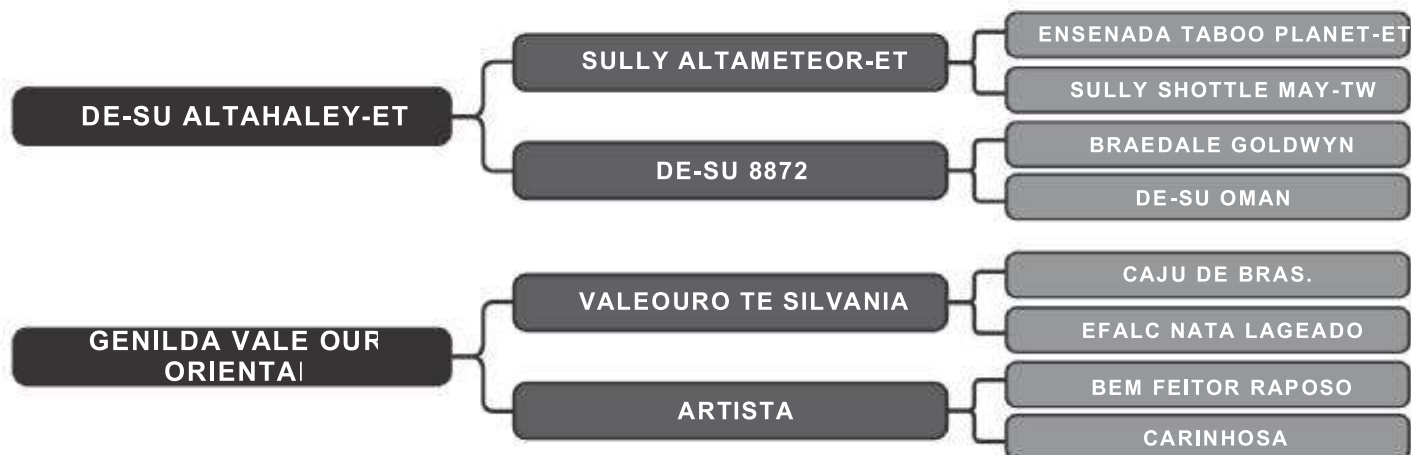 DE-SU ALTAHALEY-ET
SULLY ALTAMETEOR-ET
ENSENADA TABOO PLANET-ET
SULLY SHOTTLE MAY-TW
DE-SU 8872
BRAEDALE GOLDWYN
DE-SU OMAN
GENILDA VALE OUR
ORIENTAl
VALEOURO TE SILVANIA
CAJU DE BRAS.
EFALC NATA LAGEADO
ARTISTA
BEM FEITOR RAPOSO
CARINHOSA